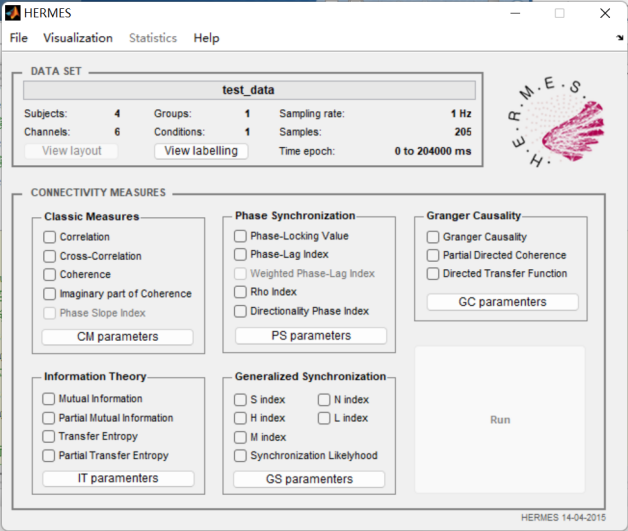 HERMES
File Visualization Statistics Help
DATA SET
test_data
Subjects: 4 Groups: 1 Sampling rate: 1 Hz
Channels: 6 Conditions: 1 Samples: 205
View layout View labelling Time epoch: 0 to 204000 ms
H.E.R.M.E.S.
CONNECTIVITY MEASURES
Classic Measures
Correlation
Cross-Correlation
Coherence
Imaginary part of Coherence
Phase Slope Index
CM parameters
Phase Synchronization
Phase-Locking Value
Phase-Lag Index
Weighted Phase-Lag Index
Rho Index
Directionality Phase Index
PS parameters
Granger Causality
Granger Causality
Partial Directed Coherence
Directed Transfer Function
GC paramenters
Information Theory
Mutual Information
Partial Mutual Information
Transfer Entropy
Partial Transfer Entropy
IT paramenters
Generalized Synchronization
S index N index
H index L index
M index
Synchronization Likelyhood
GS paramenters
Run
HERMES 14-04-2015